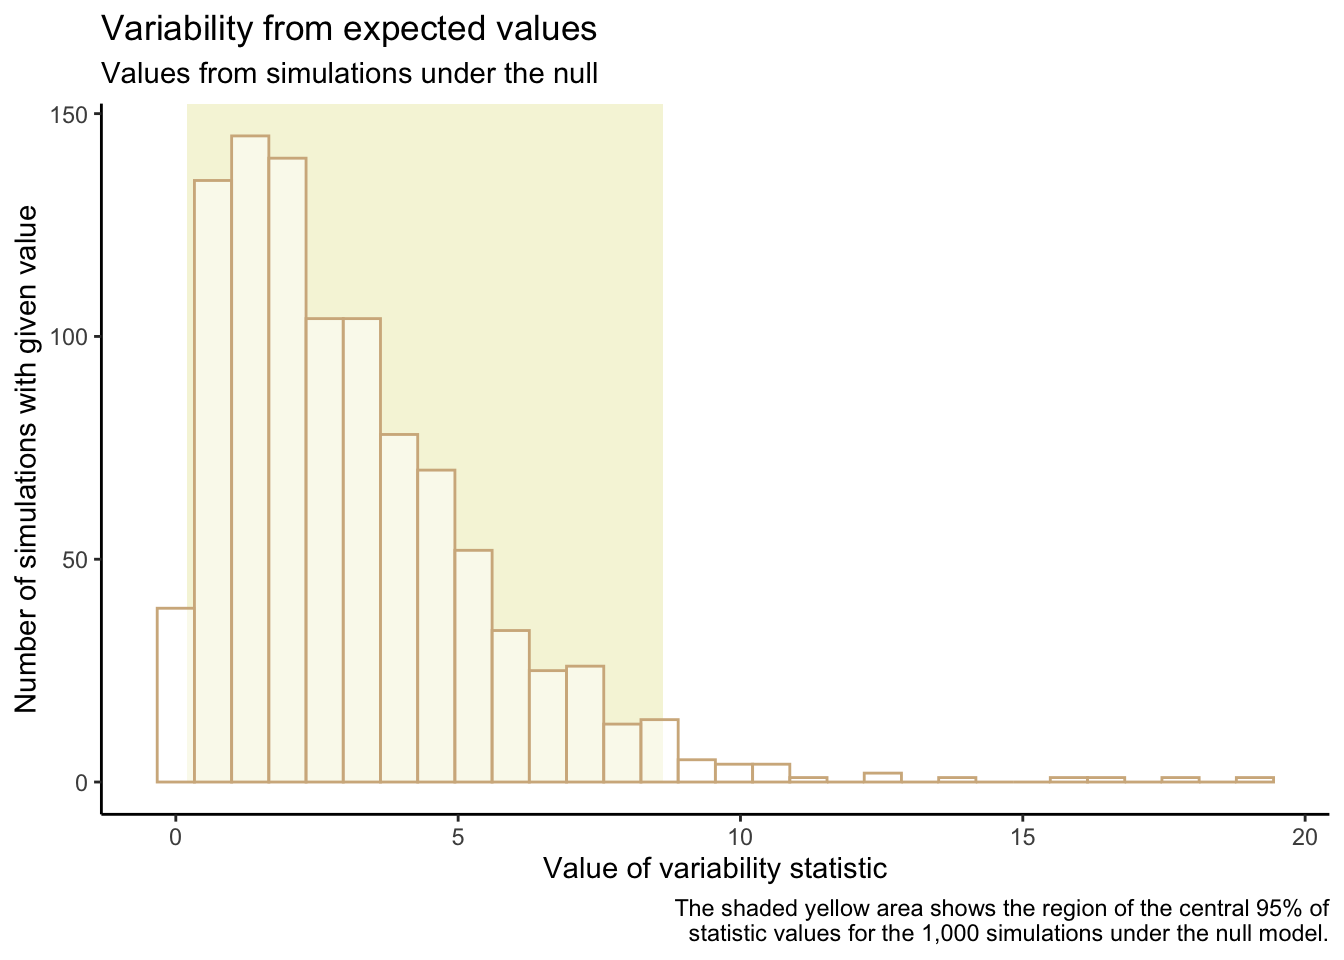 Variability from expected values
Values from simulations under the null
Number of simulations with given value
150
100
50
0
0
5
10
15
20
Value of variability statistic
The shaded yellow area shows the region of the central 95% of
statistic values for the 1,000 simulations under the null model.